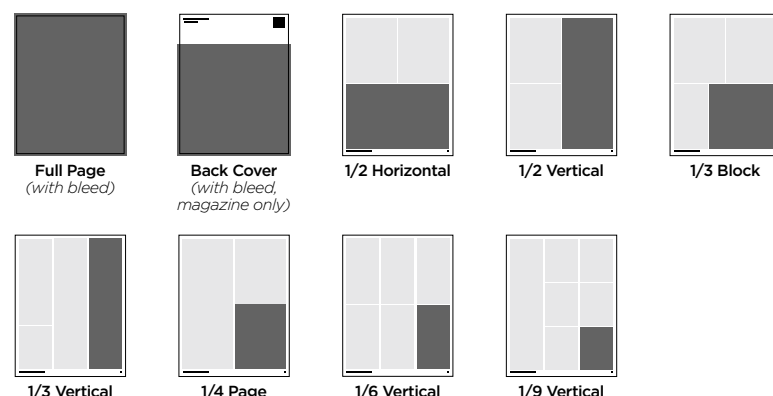 Full Page
(with bleed)
Back Cover
(with bleed,
magazine only)
1/2 Horizontal
1/2 Vertical
1/3 Block
1/3 Vertical
1/4 Page
1/6 Vertical
1/9 Vertical